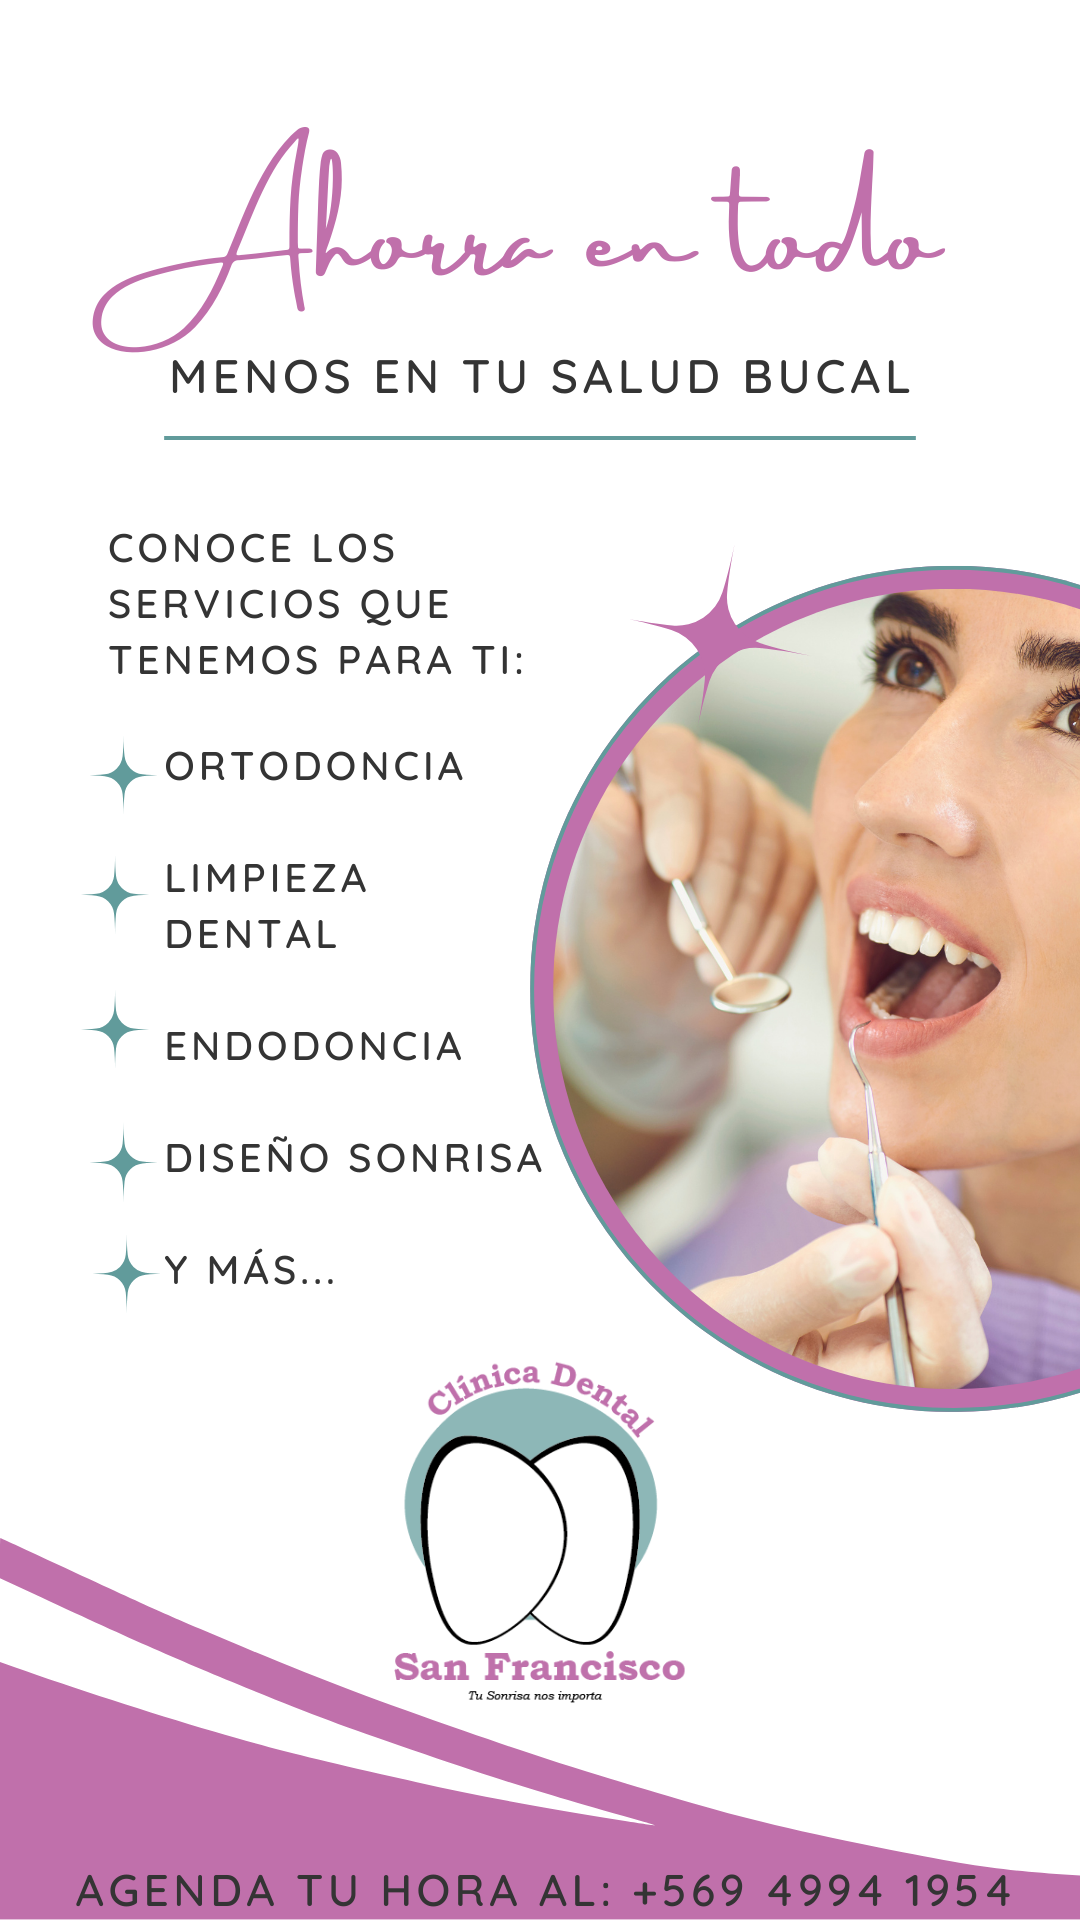 Ahorra en todo
MENOS EN TU SALUD BUCAL
CONOCE LOS
SERVICIOS QUE
TENEMOS PARA TI:
ORTODONCIA
LIMPIEZA
DENTAL
ENDODONCIA
DISEÑO SONRISA
Y MÁS...
Clínica Dental
San Francisco
Tu Sonrisa nos importa
AGENDA TU HORA AL: +569 4994 1954